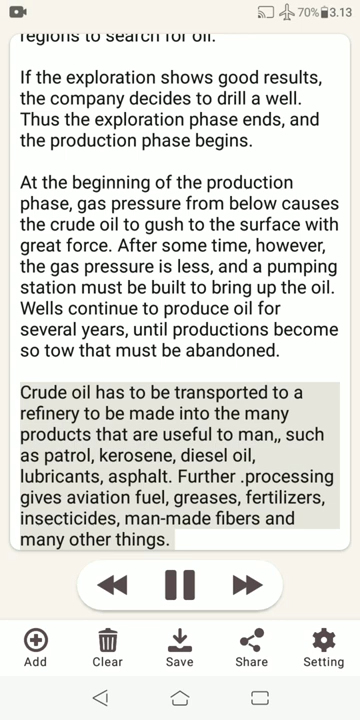 70% 3.13
regions to search for oil.
If the exploration shows good results,
the company decides to drill a well.
Thus the exploration phase ends, and
the production phase begins.
At the beginning of the production
phase, gas pressure from below causes
the crude oil to gush to the surface with
great force. After some time, however,
the gas pressure is less, and a pumping
station must be built to bring up the oil.
Wells continue to produce oil for
several years, until productions become
so tow that must be abandoned.
Crude oil has to be transported to a
refinery to be made into the many
products that are useful to man,, such
as patrol, kerosene, diesel oil,
lubricants, asphalt. Further .processing
gives aviation fuel, greases, fertilizers,
insecticides, man-made fibers and
many other things.
Add Clear Save Share Setting